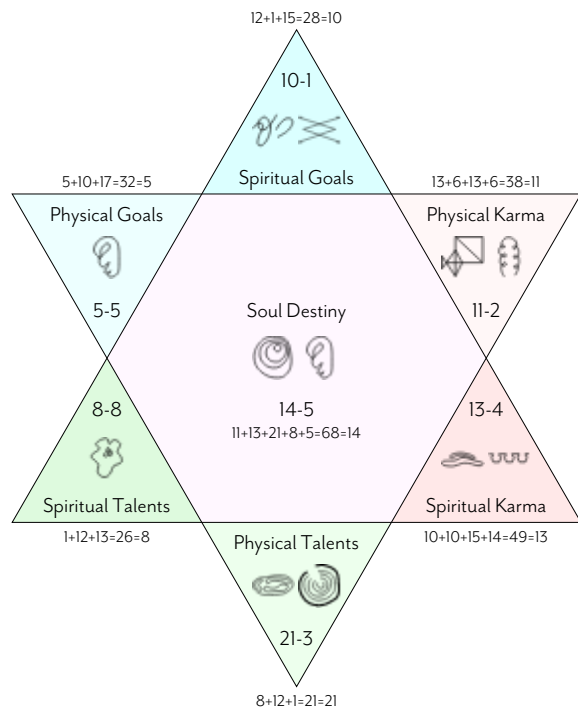 12+1+15=28=10
10-1
Spiritual Goals
5+10+17=32=5
Physical Goals
5-5
13+6+13+6=38=11
Physical Karma
11-2
Soul Destiny
14-5
11+13+21+8+5=68=14
8-8
Spiritual Talents
1+12+13=26=8
13-4
Spiritual Karma
10+10+15+14=49=13
Physical Talents
21-3
8+12+1=21=21